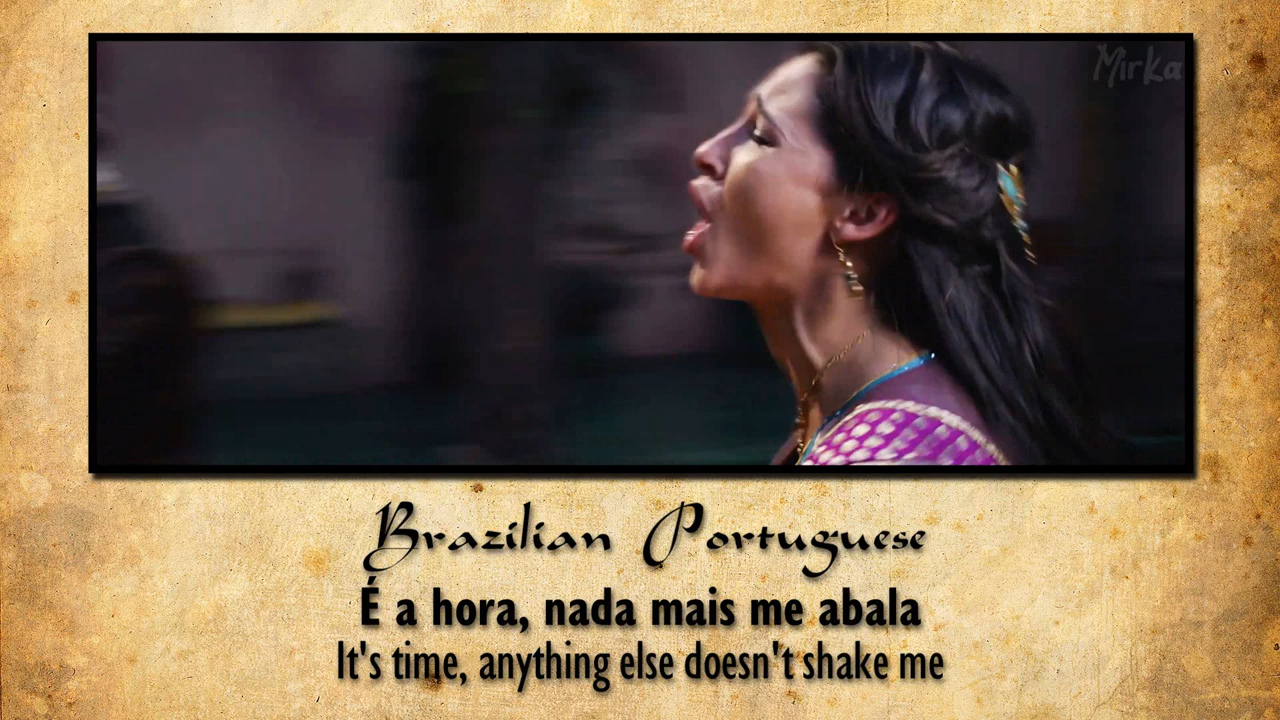 Mirka
Brazilian Portuguese
É a hora, nada mais me abala
It's time, anything else doesn't shake me